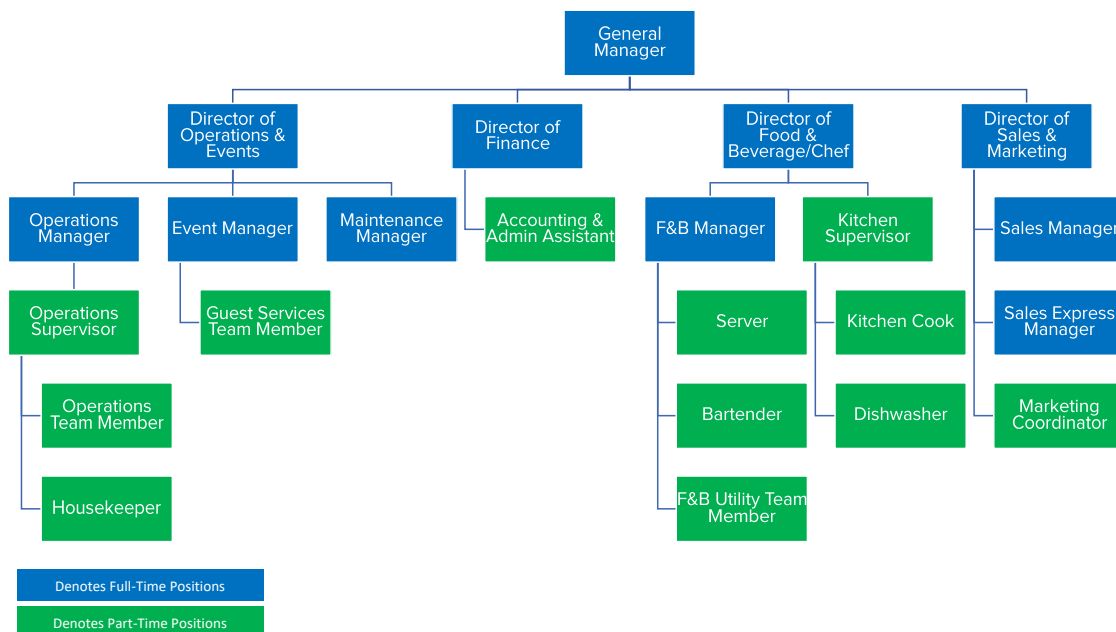 General
Manager
Director of
Operations &
Events
Director of
Finance
Director of
Food &
Beverage/Chef
Director of
Sales &
Marketing
Operations
Manager
Event Manager
Maintenance
Manager
Accounting &
Admin Assistant
F&B Manager
Kitchen
Supervisor
Sales Manager
Operations
Supervisor
Guest Services
Team Member
Server
Kitchen Cook
Sales Express
Manager
Operations
Team Member
Bartender
Dishwasher
Marketing
Coordinator
Housekeeper
F&B Utility Team
Member
Denotes Full-Time Positions
Denotes Part-Time Positions